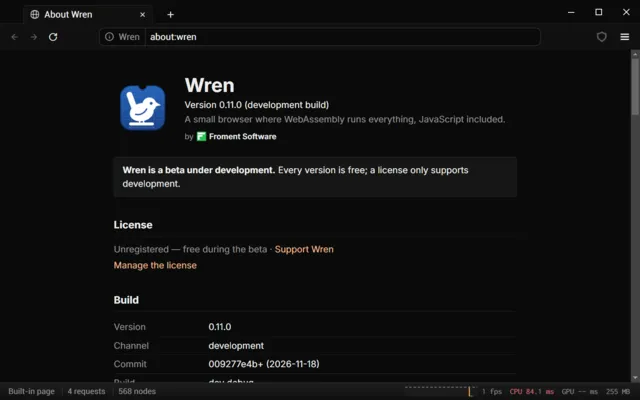 About Wren
Wren
about:wren
Wren
Version 0.11.0 (development build)
A small browser where WebAssembly runs everything, JavaScript included.
by Froment Software
Wren is a beta under development. Every version is free; a license only supports
development.
License
Unregistered — free during the beta · Support Wren
Manage the license
Build
Version 0.11.0
Channel development
Commit 009277e4b+ (2026-11-18)
Build dev debug
Built-in page 4 requests 568 nodes 1 fps CPU 84.1 ms GPU -- ms 255 MB